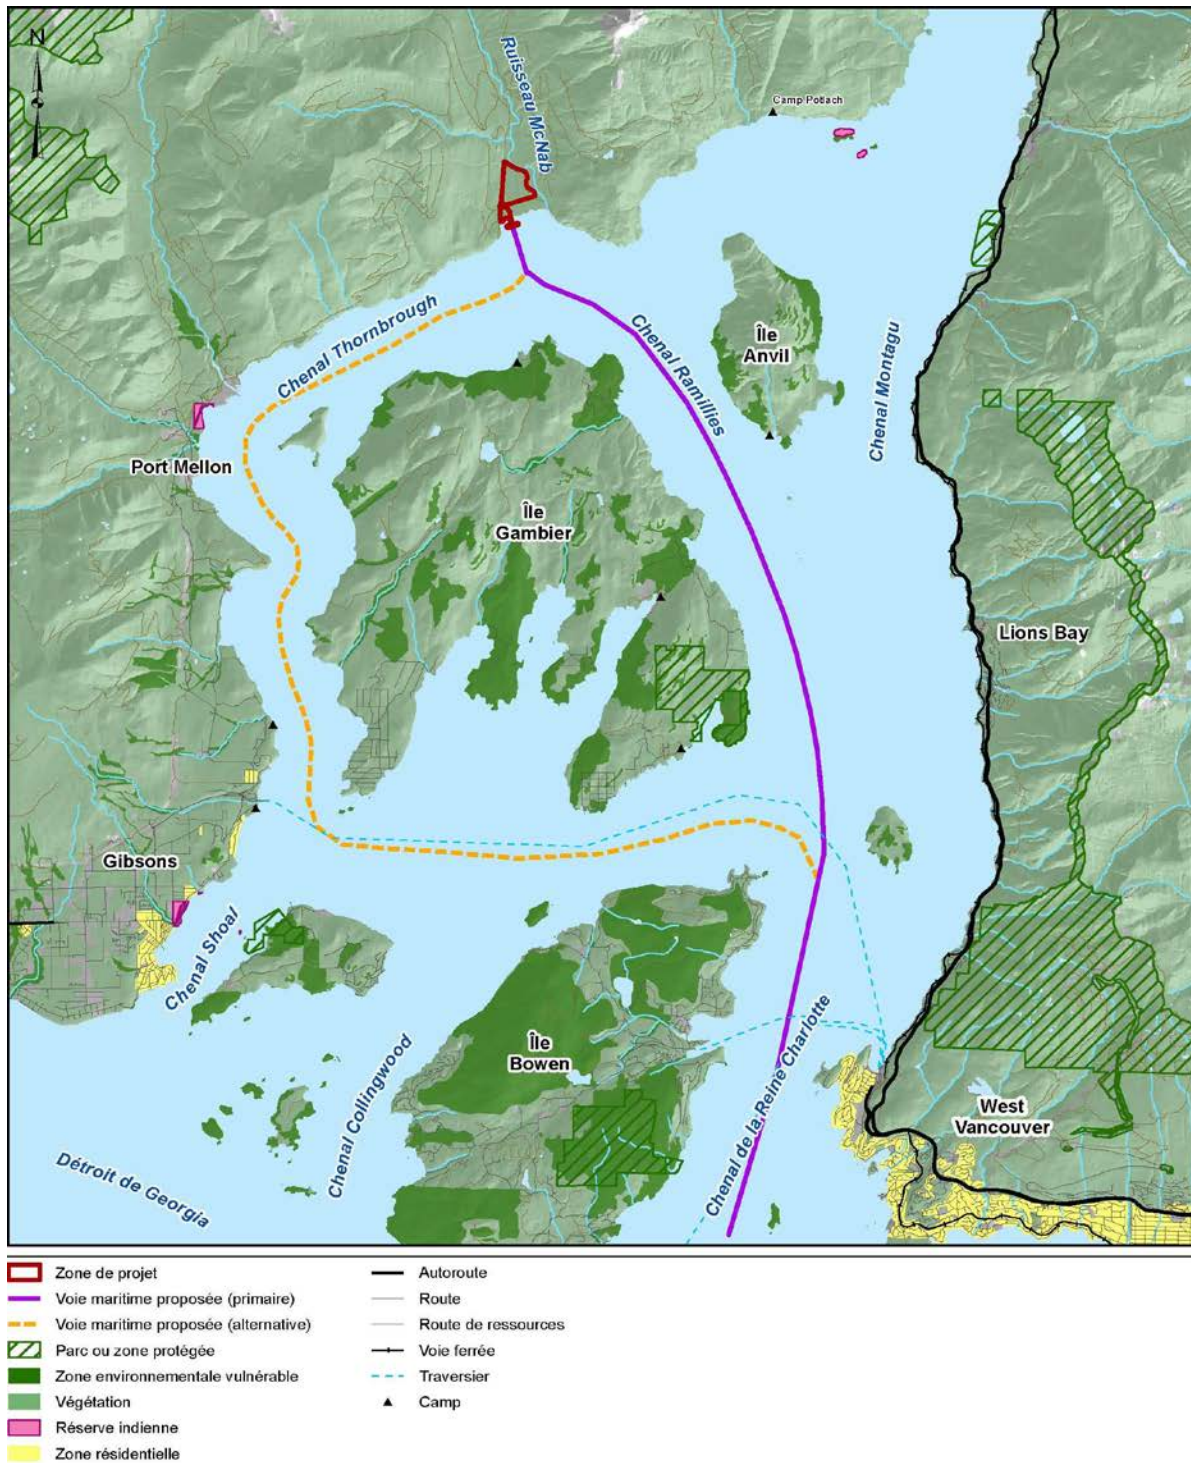 N
Ruisseau McNab
Camp Potlach
Chenal Thornbrough
Chenal Ramillies
Île
Anvil
Chenal Montagu
Port Mellon
Île
Gambier
Lions Bay
Gibsons
Chenal Shoal
Île
Bowen
Chenal Collingwood
Chenal de la Reine Charlotte
West
Vancouver
Détroit de Georgia
Zone de projet
Voie maritime proposée (primaire)
Voie maritime proposée (alternative)
Parc ou zone protégée
Zone environnementale vulnérable
Végétation
Réserve indienne
Zone résidentielle
Autoroute
Route
Route de ressources
Voie ferrée
Traversier
Camp